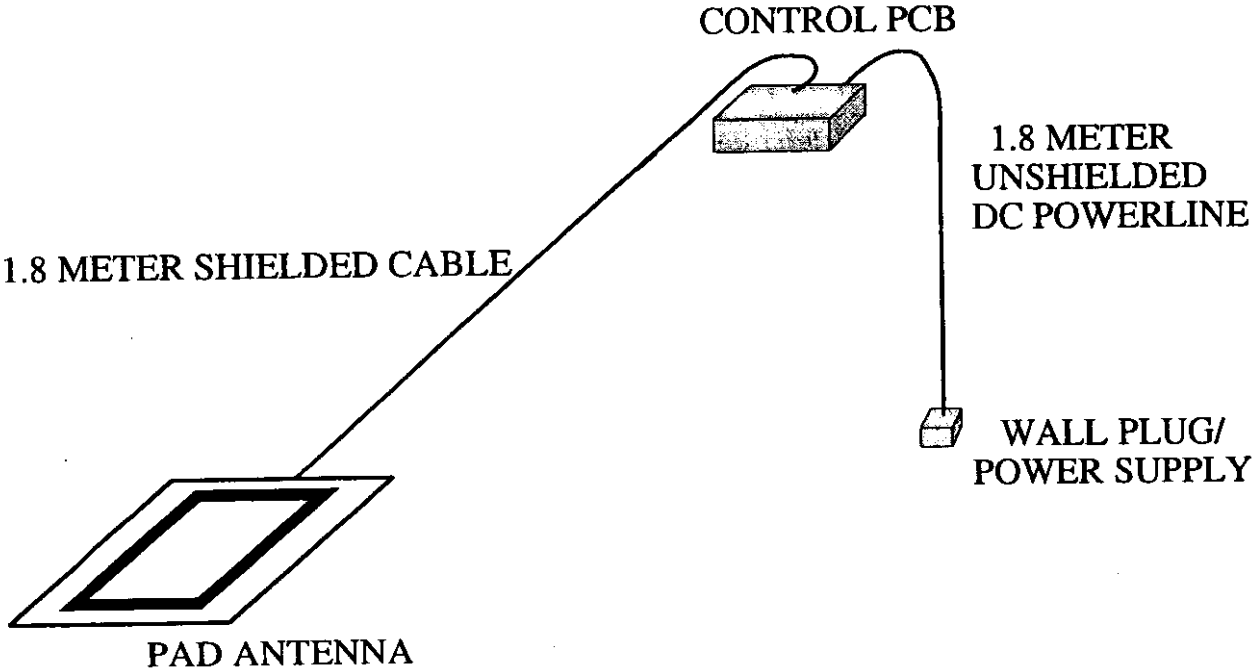 CONTROL PCB
1.8 METER
UNSHIELDED
DC POWERLINE
1.8 METER SHIELDED CABLE
WALL PLUG/
POWER SUPPLY
PAD ANTENNA